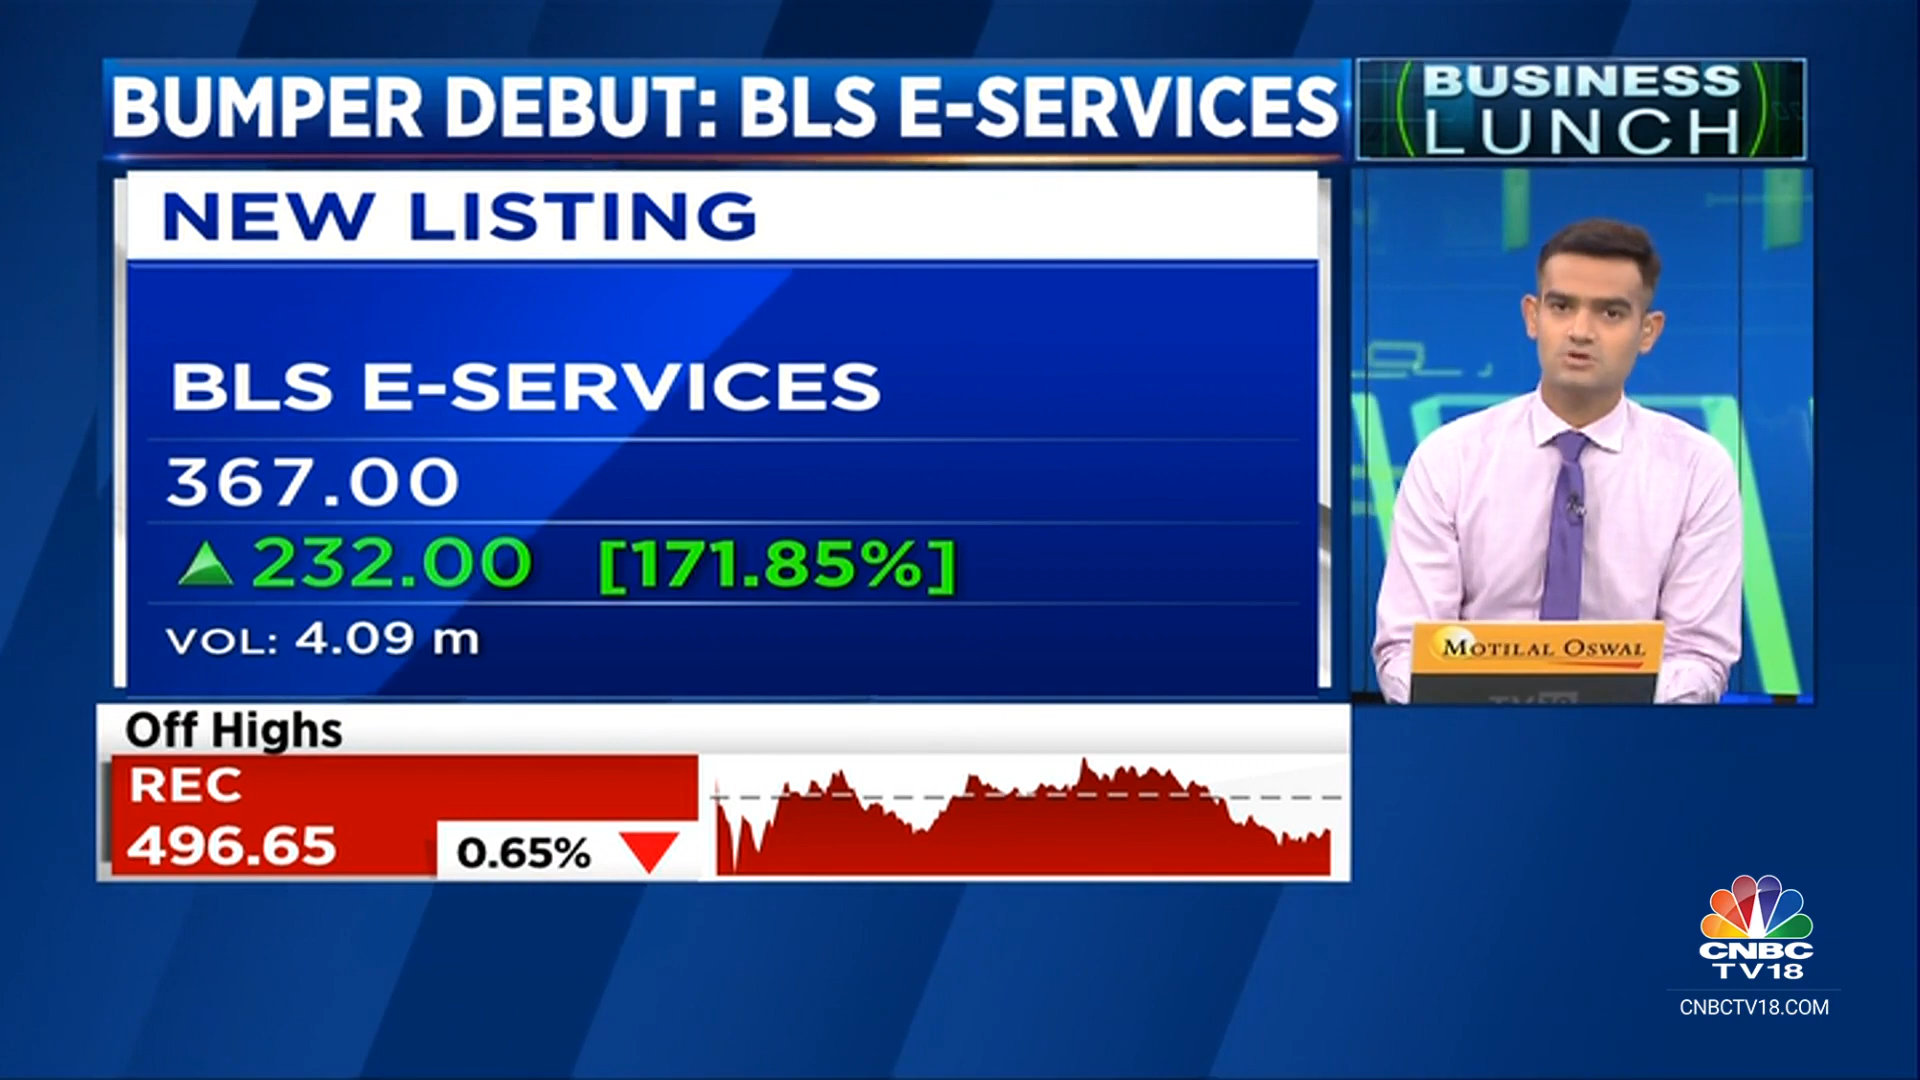 BUMPER DEBUT: BLS E-SERVICES
BUSINESS
LUNCH
NEW LISTING
BLS E-SERVICES
367.00
▲ 232.00 [171.85%]
VOL: 4.09 m
MOTILAL OSWAL
Off Highs
REC
496.65
0.65% ▼
CNBC
TV18
CNBCTV18.COM